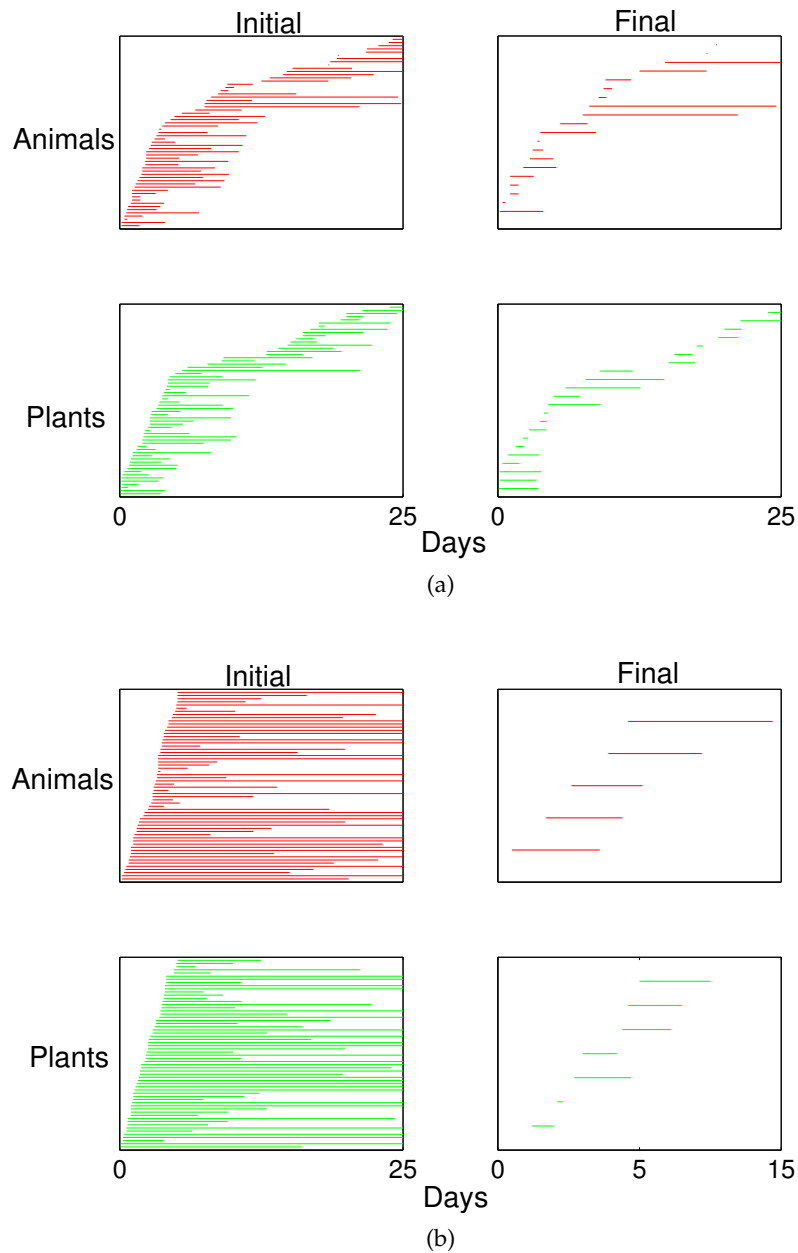 Initial Final
Animals
Plants
0 25 0 25
Days
(a)
Initial Final
Animals
Plants
0 25 0 5 15
Days
(b)